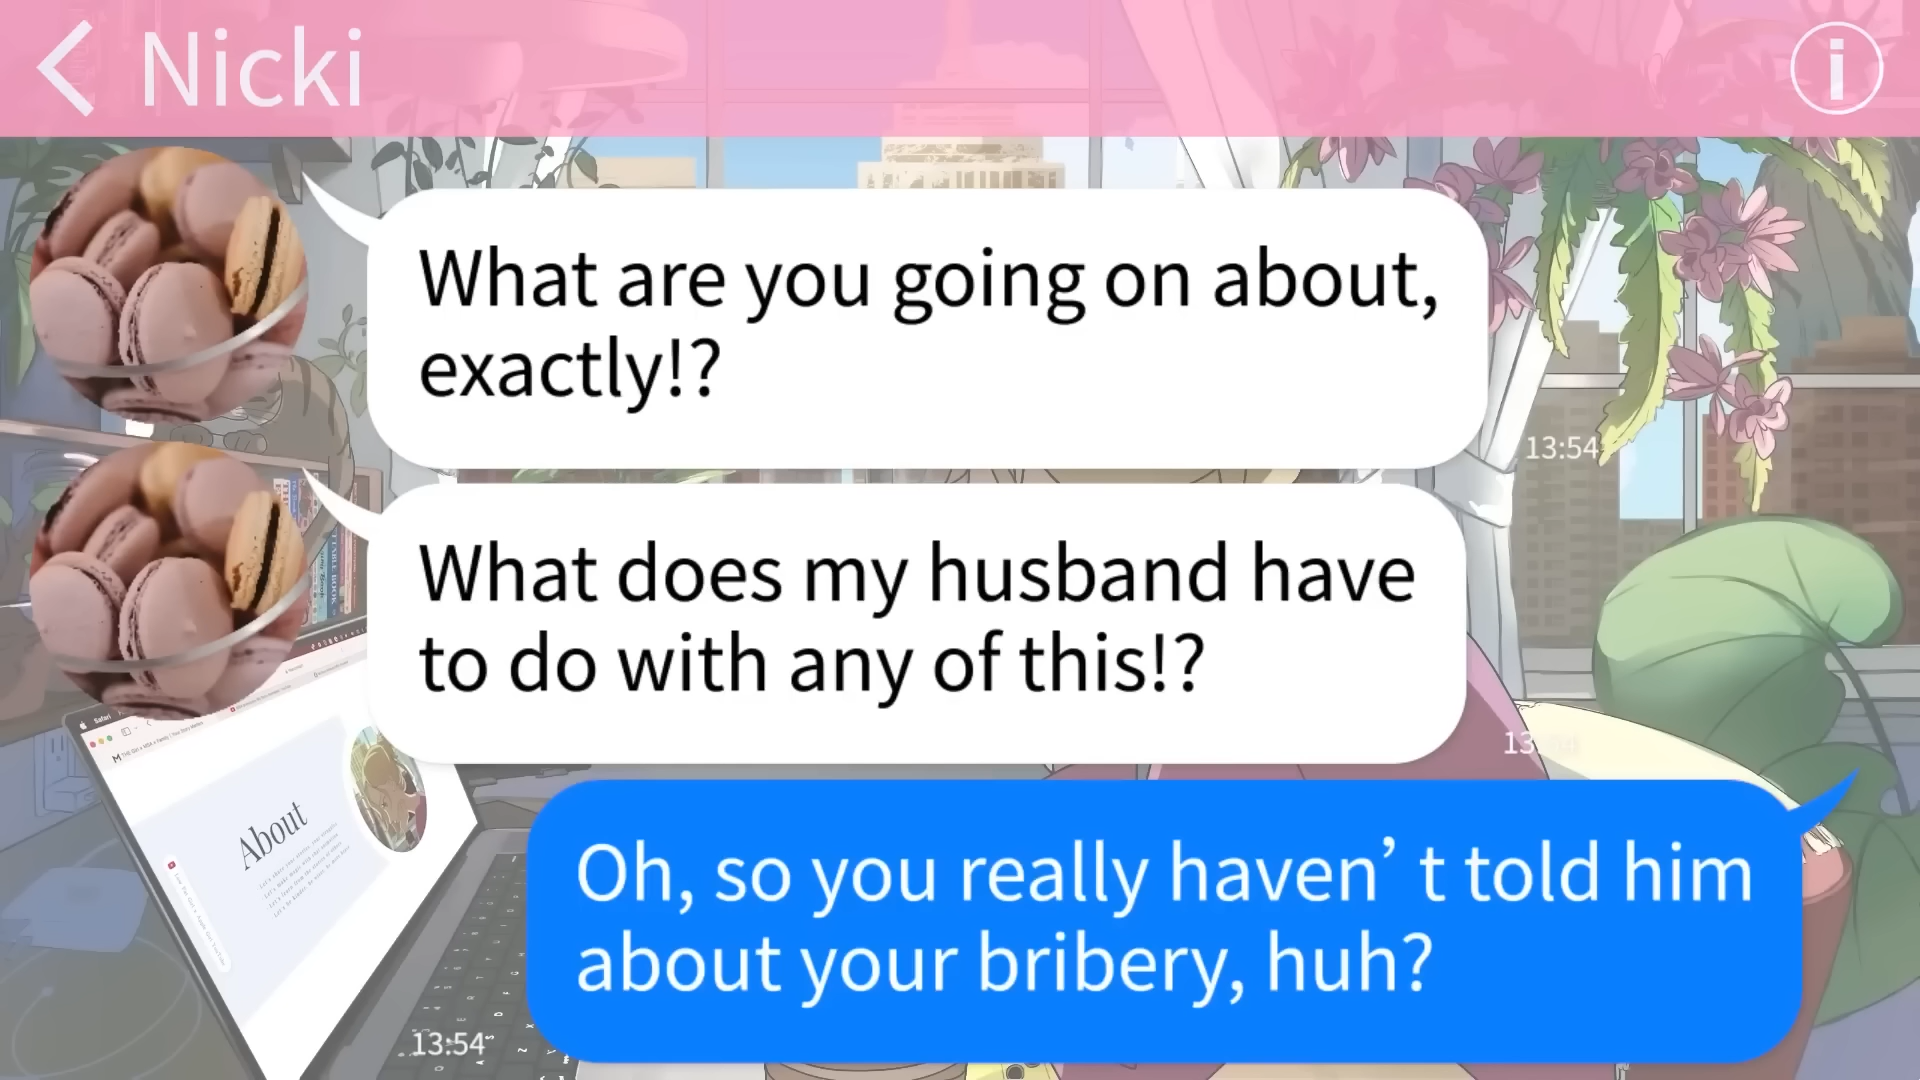 Nicki
What are you going on about,
exactly!?
13:54
What does my husband have
to do with any of this!?
Safari
About
Oh, so you really haven’ t told him
about your bribery, huh?
13:54